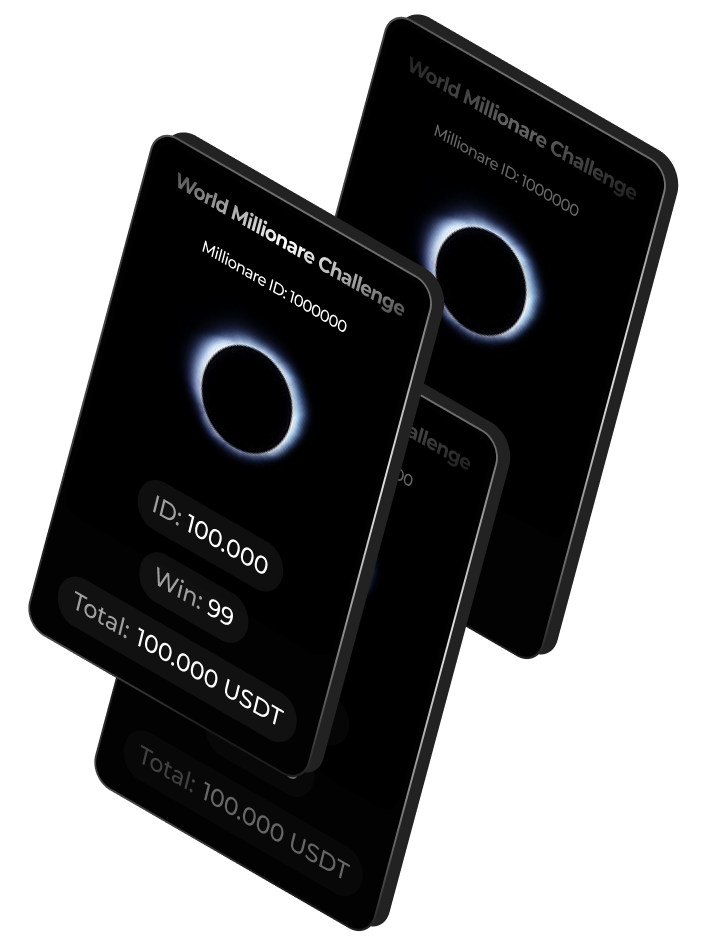 World Millionare Challenge
Millionare ID: 1000000
World Millionare Challenge
Millionare ID: 1000000
ID: 100.000
Win: 99
Total: 100.000 USDT
allenge
00
Total: 100.000 USDT